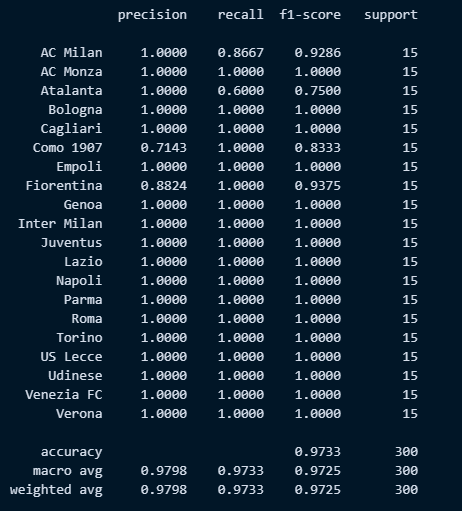 precision recall f1-score support
AC Milan 1.0000 0.8667 0.9286 15
AC Monza 1.0000 1.0000 1.0000 15
Atalanta 1.0000 0.6000 0.7500 15
Bologna 1.0000 1.0000 1.0000 15
Cagliari 1.0000 1.0000 1.0000 15
Como 1907 0.7143 1.0000 0.8333 15
Empoli 1.0000 1.0000 1.0000 15
Fiorentina 0.8824 1.0000 0.9375 15
Genoa 1.0000 1.0000 1.0000 15
Inter Milan 1.0000 1.0000 1.0000 15
Juventus 1.0000 1.0000 1.0000 15
Lazio 1.0000 1.0000 1.0000 15
Napoli 1.0000 1.0000 1.0000 15
Parma 1.0000 1.0000 1.0000 15
Roma 1.0000 1.0000 1.0000 15
Torino 1.0000 1.0000 1.0000 15
US Lecce 1.0000 1.0000 1.0000 15
Udinese 1.0000 1.0000 1.0000 15
Venezia FC 1.0000 1.0000 1.0000 15
Verona 1.0000 1.0000 1.0000 15
accuracy 0.9733 300
macro avg 0.9798 0.9733 0.9725 300
weighted avg 0.9798 0.9733 0.9725 300